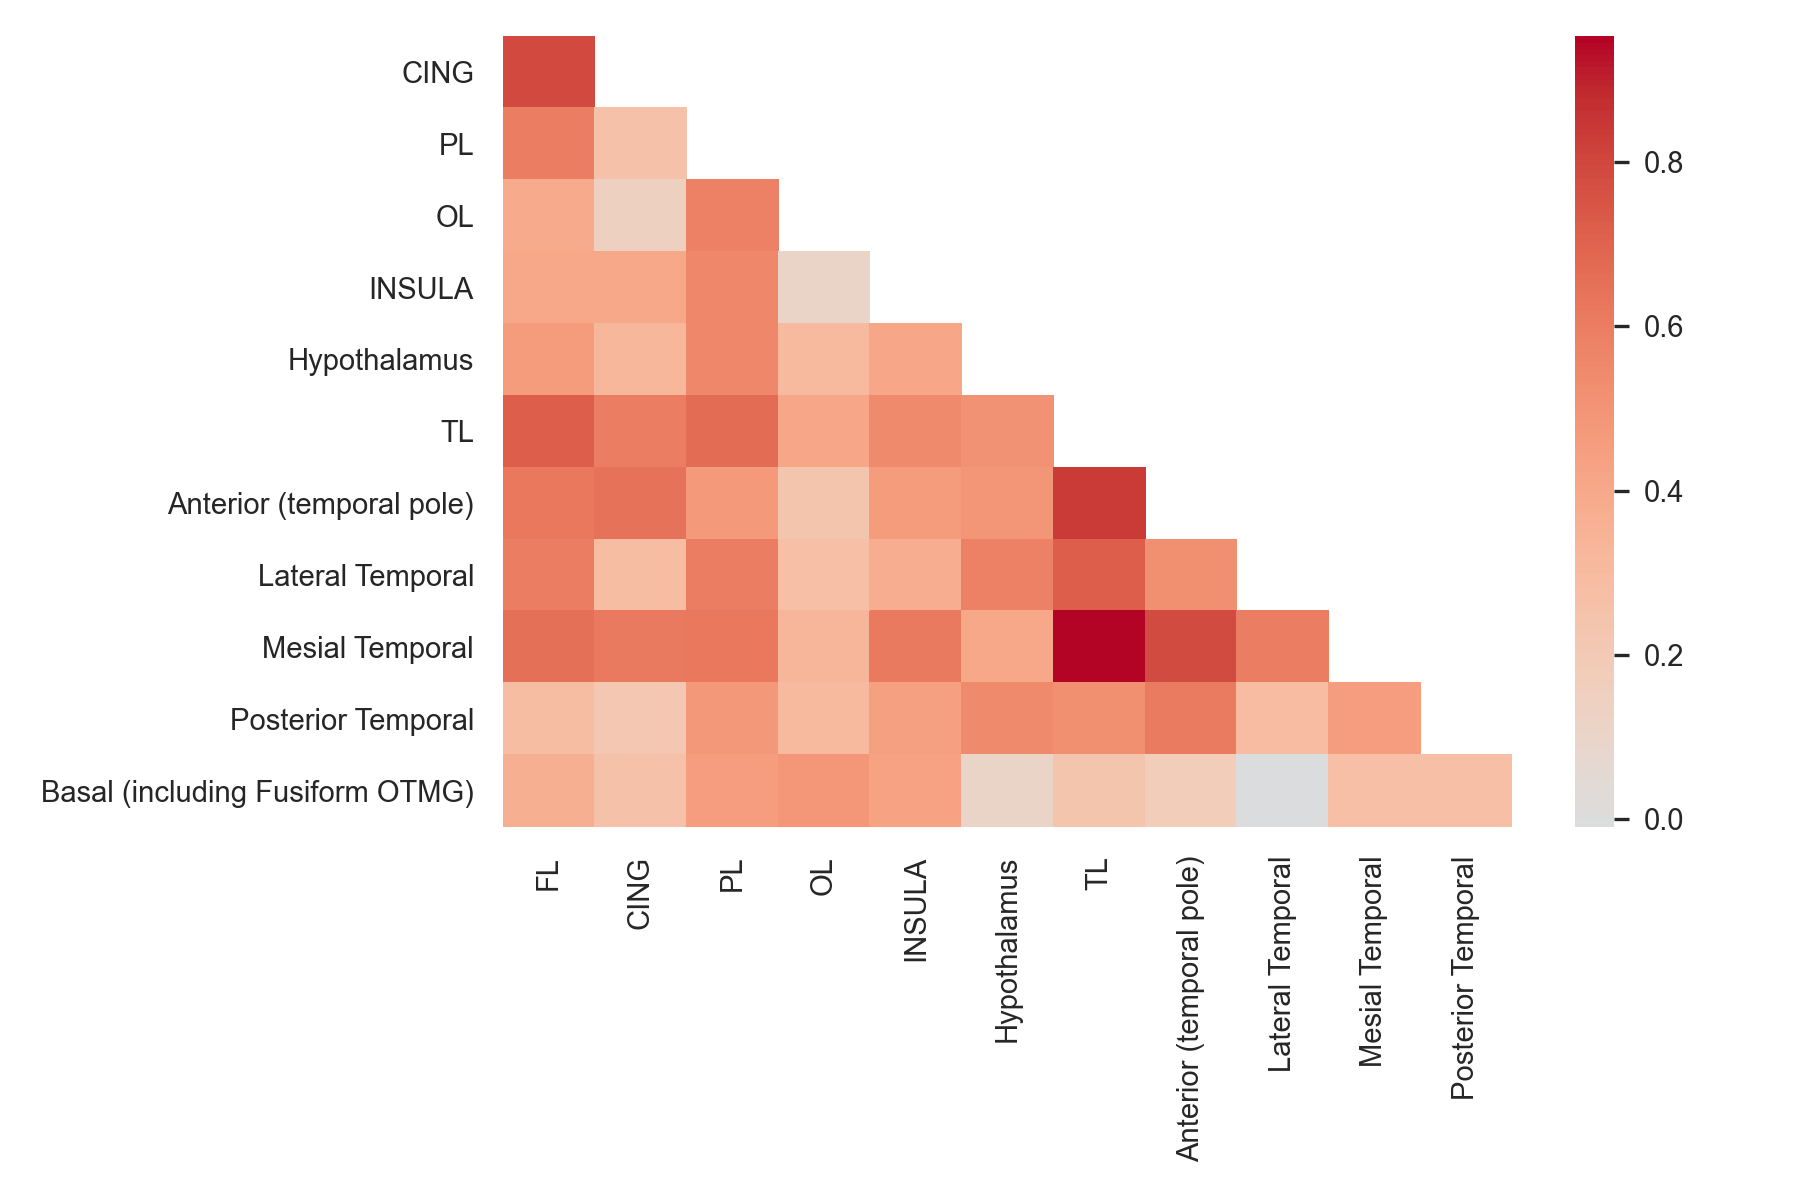 CING
PL
OL
INSULA
Hypothalamus
TL
Anterior (temporal pole)
Lateral Temporal
Mesial Temporal
Posterior Temporal
Basal (including Fusiform OTMG)
FL
CING
PL
OL
INSULA
Hypothalamus
TL
Anterior (temporal pole)
Lateral Temporal
Mesial Temporal
Posterior Temporal
0.8
0.6
0.4
0.2
0.0